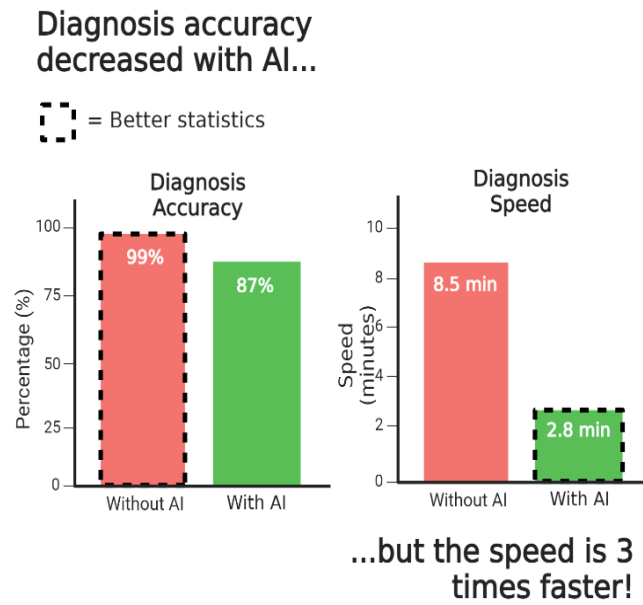 Diagnosis accuracy
decreased with AI...
= Better statistics
Diagnosis
Accuracy
Percentage (%)
100
75
50
25
0
99%
87%
Without AI
With AI
Diagnosis
Speed
Speed
(minutes)
10
8
6
4
2
0
8.5 min
2.8 min
Without AI
With AI
...but the speed is 3
times faster!